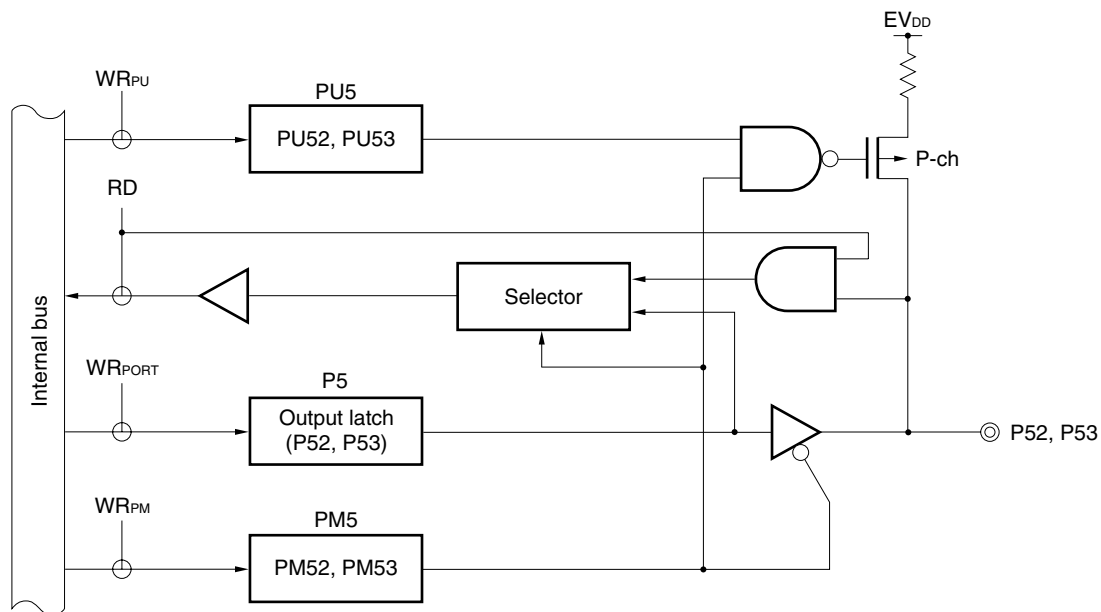 EVDD
WRPU
PU5
PU52, PU53
P-ch
RD
Selector
Internal bus
WRPORT
P5
Output latch
(P52, P53)
P52, P53
WRPM
PM5
PM52, PM53